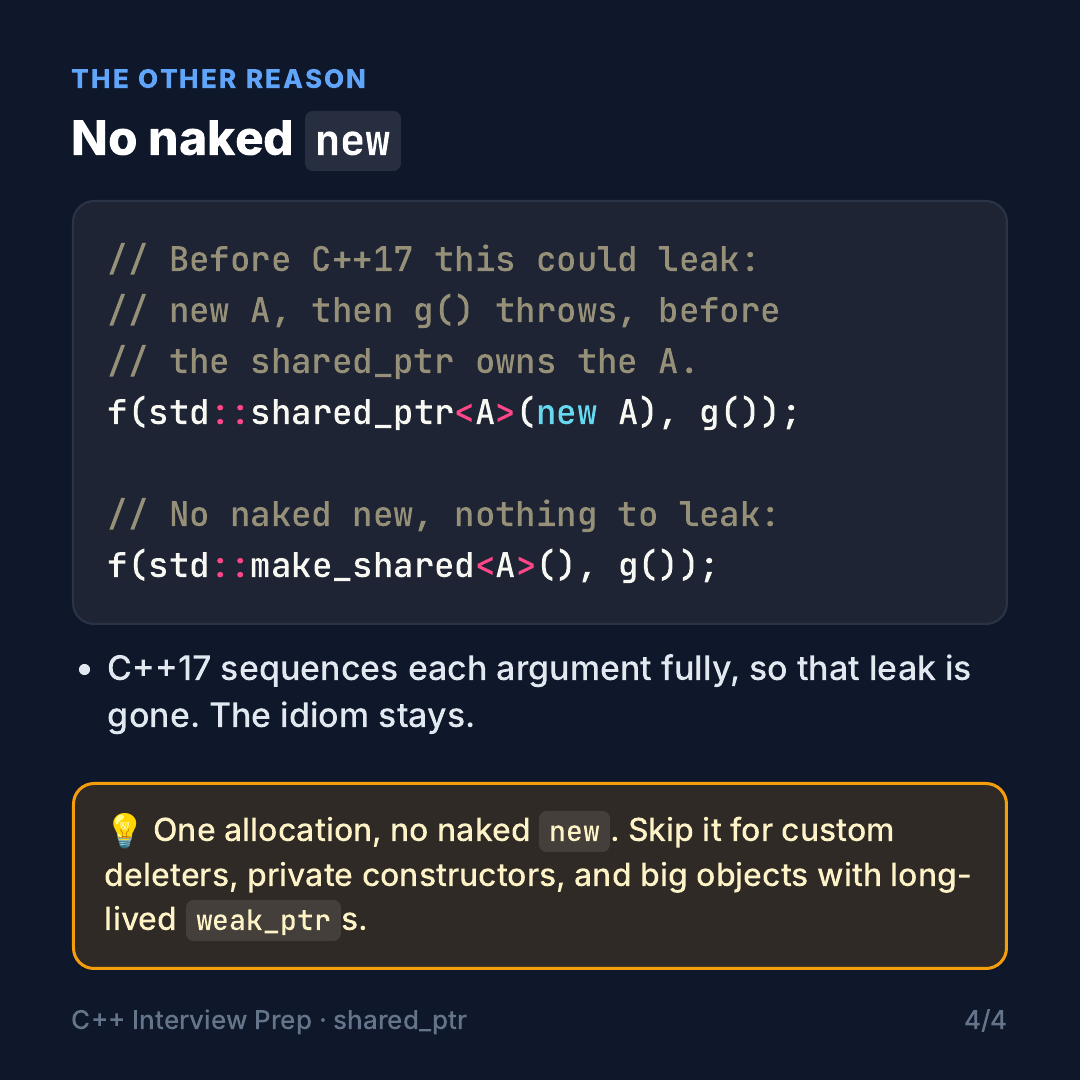 THE OTHER REASON
No naked new
// Before C++17 this could leak:
// new A, then g() throws, before
// the shared_ptr owns the A.
f(std::shared_ptr<A>(new A), g());
// No naked new, nothing to leak:
f(std::make_shared<A>(), g());
• C++17 sequences each argument fully, so that leak is
gone. The idiom stays.
💡 One allocation, no naked new. Skip it for custom
deleters, private constructors, and big objects with long-
lived weak_ptrs.
C++ Interview Prep · shared_ptr
4/4